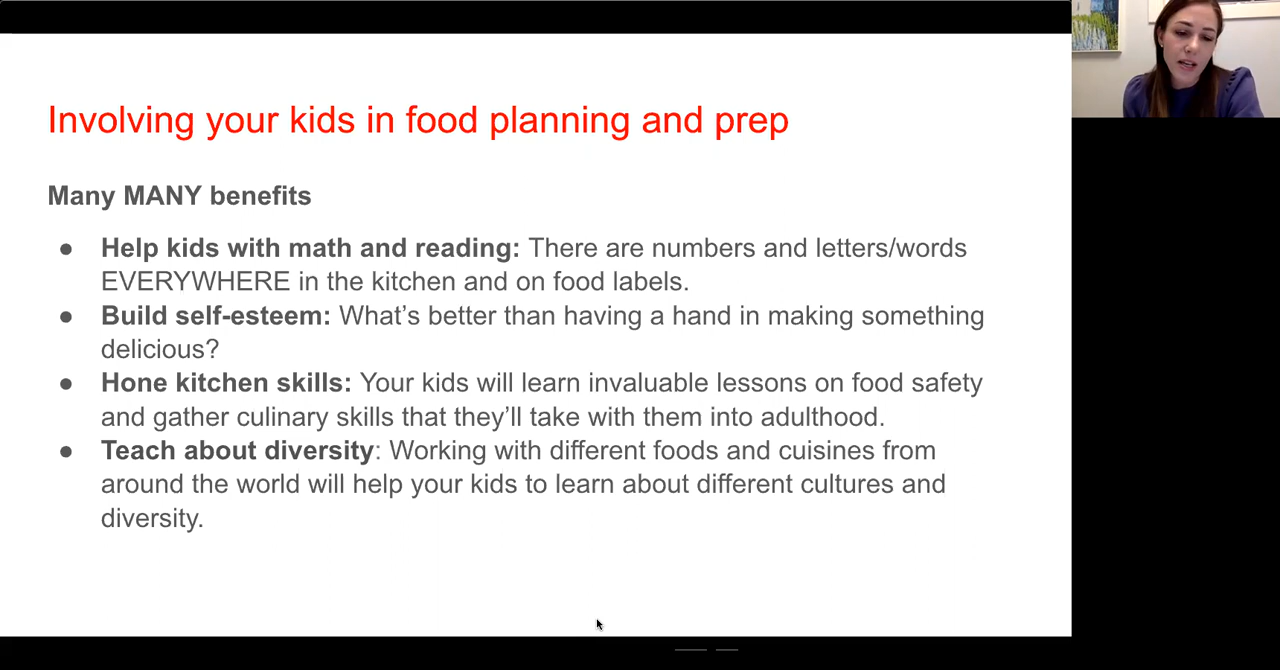 Involving your kids in food planning and prep
Many MANY benefits
● Help kids with math and reading: There are numbers and letters/words
EVERYWHERE in the kitchen and on food labels.
● Build self-esteem: What’s better than having a hand in making something
delicious?
● Hone kitchen skills: Your kids will learn invaluable lessons on food safety
and gather culinary skills that they’ll take with them into adulthood.
● Teach about diversity: Working with different foods and cuisines from
around the world will help your kids to learn about different cultures and
diversity.